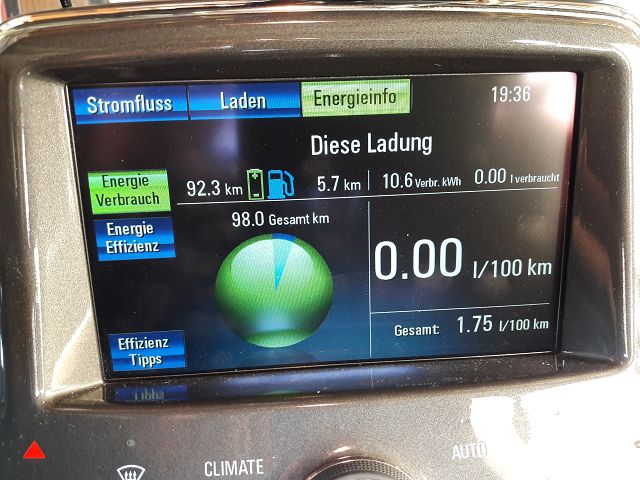 Stromfluss Laden Energieinfo 19:36
Diese Ladung
Energie Verbrauch
92.3 km 5.7 km 10.6 Verbr. kWh 0.00 l verbraucht
98.0 Gesamt km
Energie Effizienz
0.00 l/100 km
Gesamt: 1.75 l/100 km
Effizienz Tipps
CLIMATE
AUTO